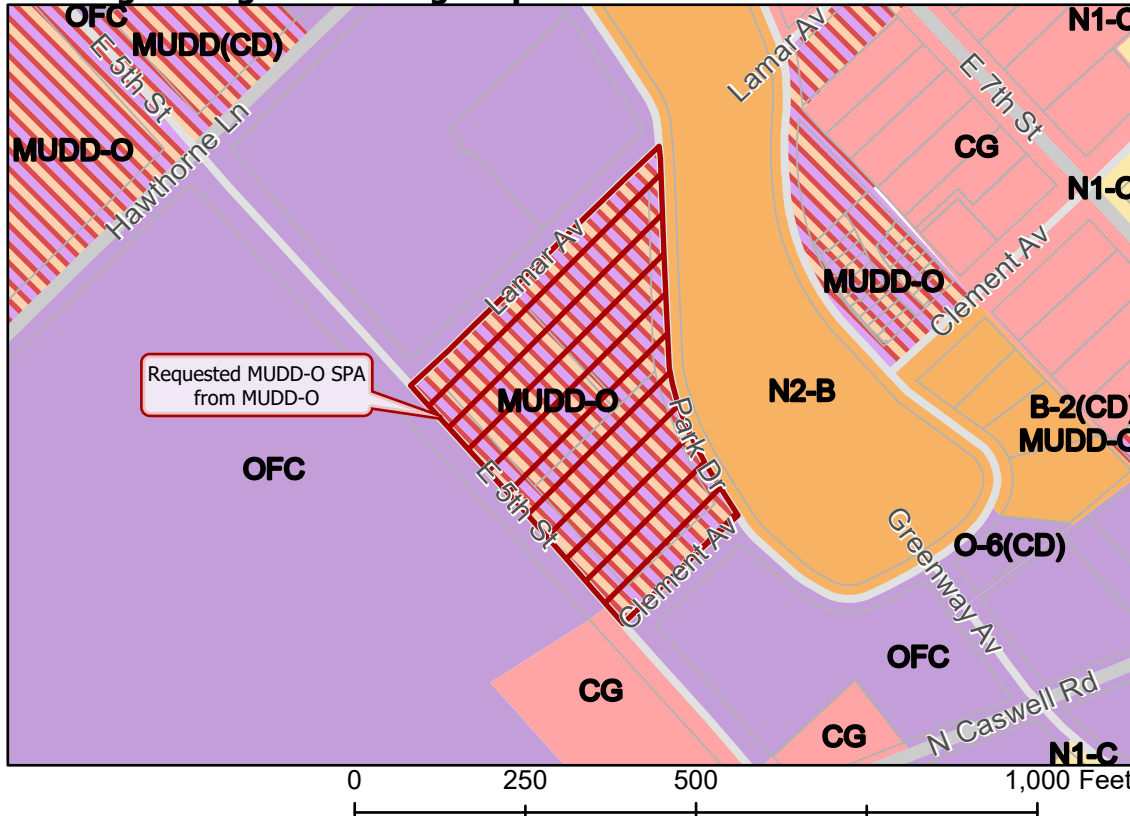 OFC
MUDD(CD)
E 5th St
MUDD-O
Hawthorne Ln
Lamar Av
E 7th St
N1-C
CG
N1-C
Clement Av
MUDD-O
Lamar Av
Requested MUDD-O SPA
from MUDD-O
MUDD-O
N2-B
Park Dr
B-2(CD)
MUDD-O
OFC
E 5th St
Clement Av
O-6(CD)
Greenway Av
OFC
CG
CG
N Caswell Rd
N1-C
0 250 500 1,000 Feet